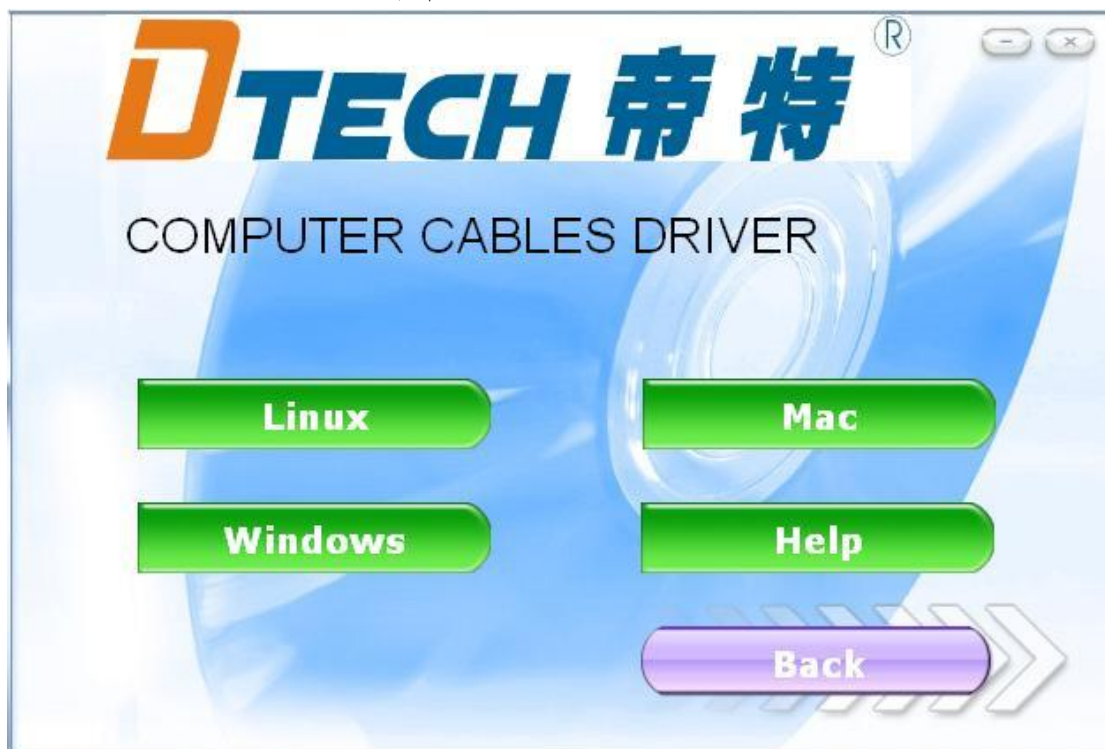 DTECH 帝特 ®
COMPUTER CABLES DRIVER
Linux
Mac
Windows
Help
Back